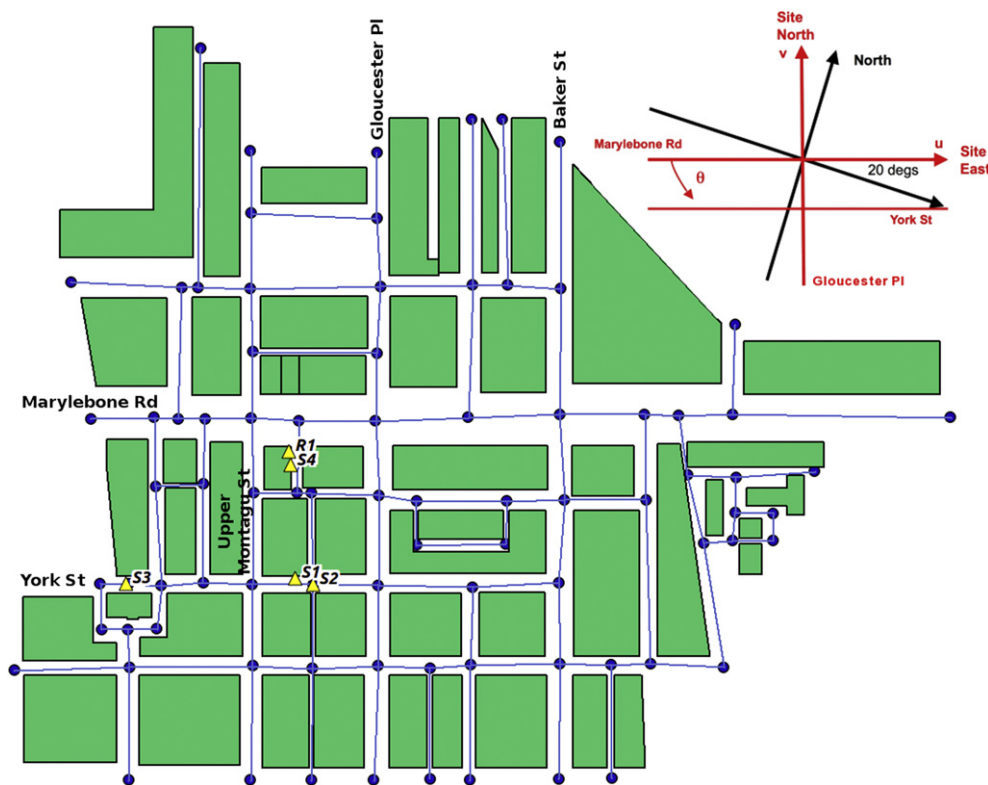 Gloucester Pl
Baker St
Site
North
v
North
Marylebone Rd
u
Site
East
θ
20 degs
York St
Gloucester Pl
Marylebone Rd
R1
S4
Upper
Montagu St
York St
S3
S1
S2